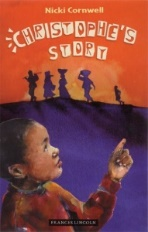 Nicki Cornwell
CHRISTOPHE'S
STORY
FRANCES LINCOLN